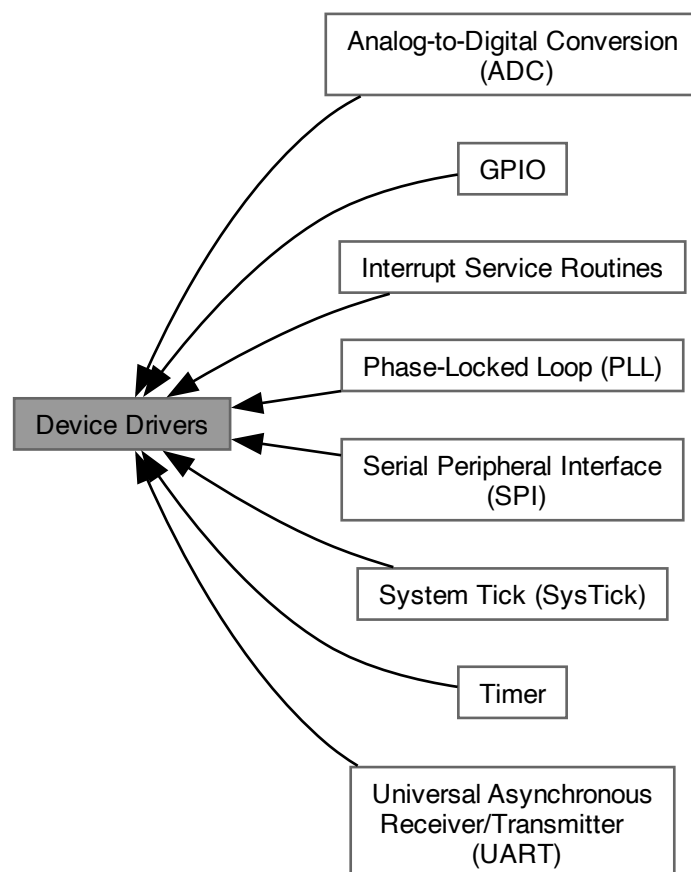 Analog-to-Digital Conversion
(ADC)
GPIO
Interrupt Service Routines
Phase-Locked Loop (PLL)
Device Drivers
Serial Peripheral Interface
(SPI)
System Tick (SysTick)
Timer
Universal Asynchronous
Receiver/Transmitter
(UART)